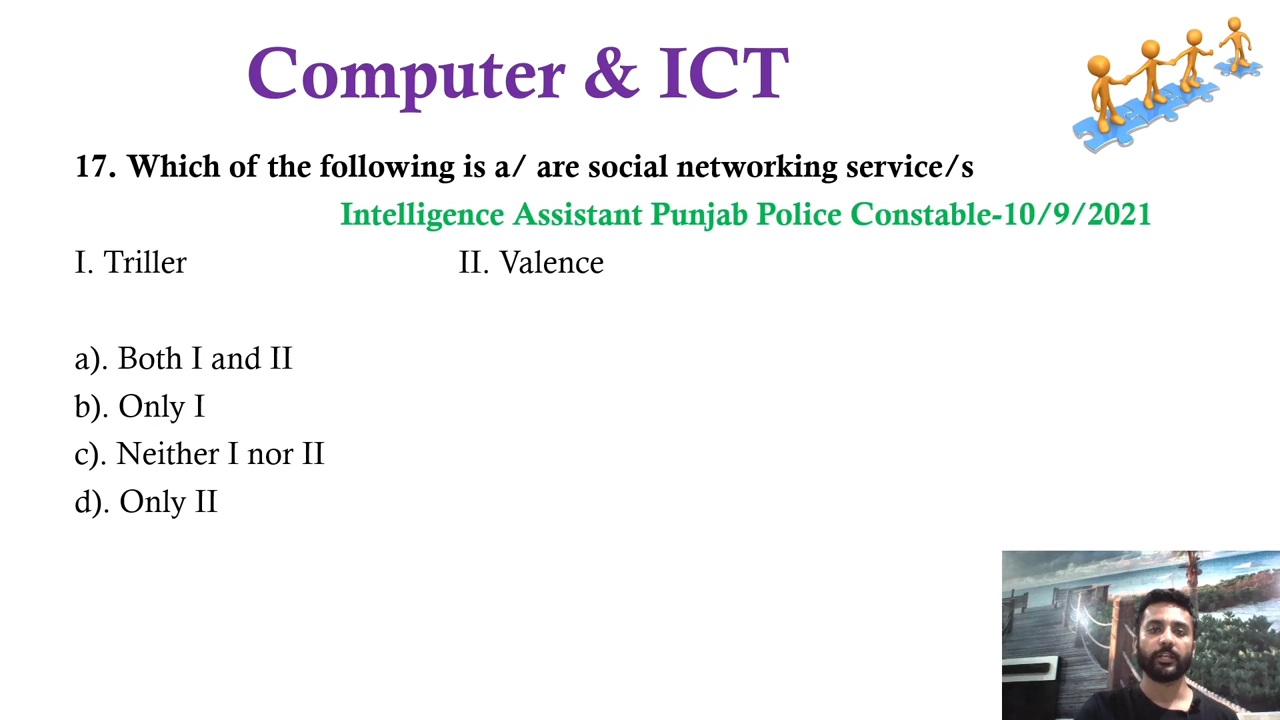 Computer & ICT
17. Which of the following is a/ are social networking service/s
Intelligence Assistant Punjab Police Constable-10/9/2021
I. Triller II. Valence
a). Both I and II
b). Only I
c). Neither I nor II
d). Only II